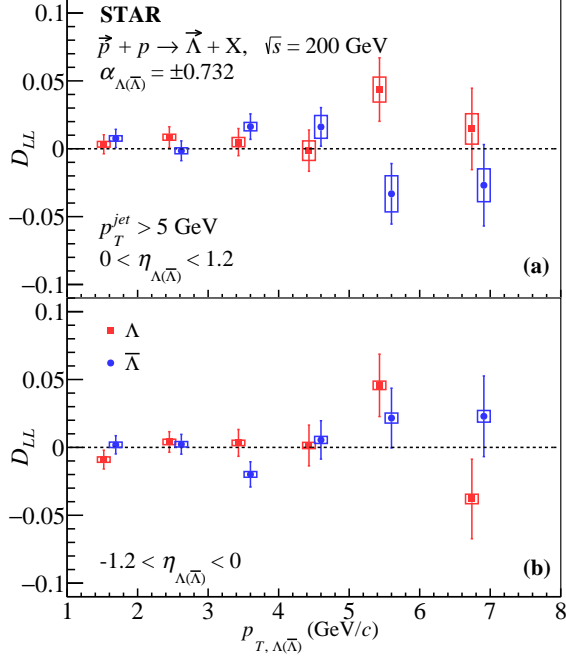 STAR
p⃗ + p → Λ⃗ + X, √s = 200 GeV
α_Λ(Λ̅) = ±0.732
D_LL
0.1
0.05
0
−0.05
−0.1
p_T^jet > 5 GeV
0 < η_Λ(Λ̅) < 1.2
(a)
Λ
Λ̅
D_LL
0.1
0.05
0
−0.05
−0.1
-1.2 < η_Λ(Λ̅) < 0
(b)
1 2 3 4 5 6 7 8
p_T, Λ(Λ̅) (GeV/c)